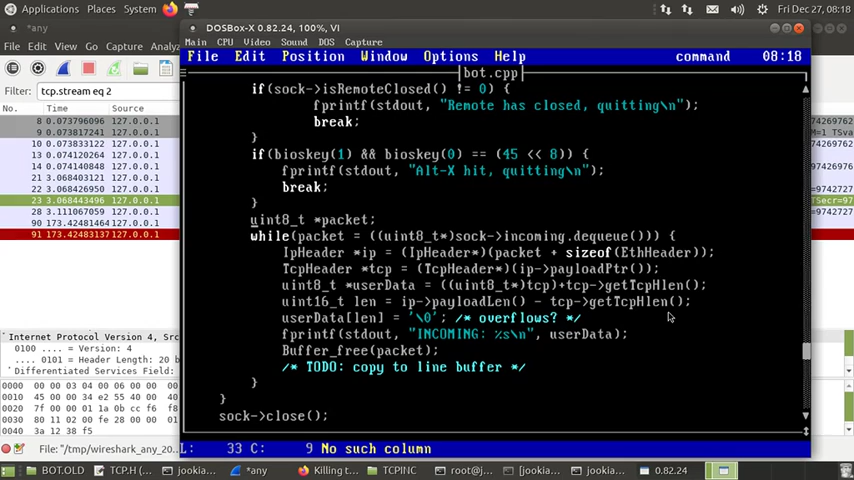 Applications Places System Fri Dec 27, 08:18
*any
DOSBox-X 0.82.24, 100%, VI
Main CPU Video Sound DOS Capture
File Edit View Go Capture
File Edit Position Window Options Help command 08:18
bot.cpp
Filter: tcp.stream eq 2
No. Time Source
8 0.073796096 127.0.0.1
9 0.073817241 127.0.0.1
10 0.073833122 127.0.0.1
13 0.074120264 127.0.0.1
14 0.074140848 127.0.0.1
21 3.068403121 127.0.0.1
22 3.068426950 127.0.0.1
23 3.068443496 127.0.0.1
28 3.111067059 127.0.0.1
90 173.42481464 127.0.0.1
91 173.42483137 127.0.0.1
if(sock->isRemoteClosed() != 0) {
fprintf(stdout, "Remote has closed, quitting\n");
break;
}
if(bioskey(1) && bioskey(0) == (45 << 8)) {
fprintf(stdout, "Alt-X hit, quitting\n");
break;
}
uint8_t *packet;
while(packet = ((uint8_t*)sock->incoming.dequeue())) {
IpHeader *ip = (IpHeader*)(packet + sizeof(EthHeader));
TcpHeader *tcp = (TcpHeader*)(ip->payloadPtr());
uint8_t *userData = ((uint8_t*)tcp)+tcp->getTcpHlen();
uint16_t len = ip->payloadLen() - tcp->getTcpHlen();
userData[len] = '\0'; /* overflows? */
fprintf(stdout, "INCOMING: %s\n", userData);
Buffer_free(packet);
/* TODO: copy to line buffer */
}
}
sock->close();
Internet Protocol Version 4, Src
0100 .... = Version: 4
.... 0101 = Header Length: 20 b
Differentiated Services Field:
0000 00 00 03 04 00 06 00 00
0010 45 00 00 34 e2 55 40 00
0020 7f 00 00 01 1a 0b cc f6
0030 80 11 02 00 fe 28 00 00
0040 3a 12 38 f5
L: 33 C: 9 No such column
File: "/tmp/wireshark_any_20
BOT.OLD TCP.H (~... jookia... *any Killing t... TCPINC root@j... [jookia... jookia... 0.82.24